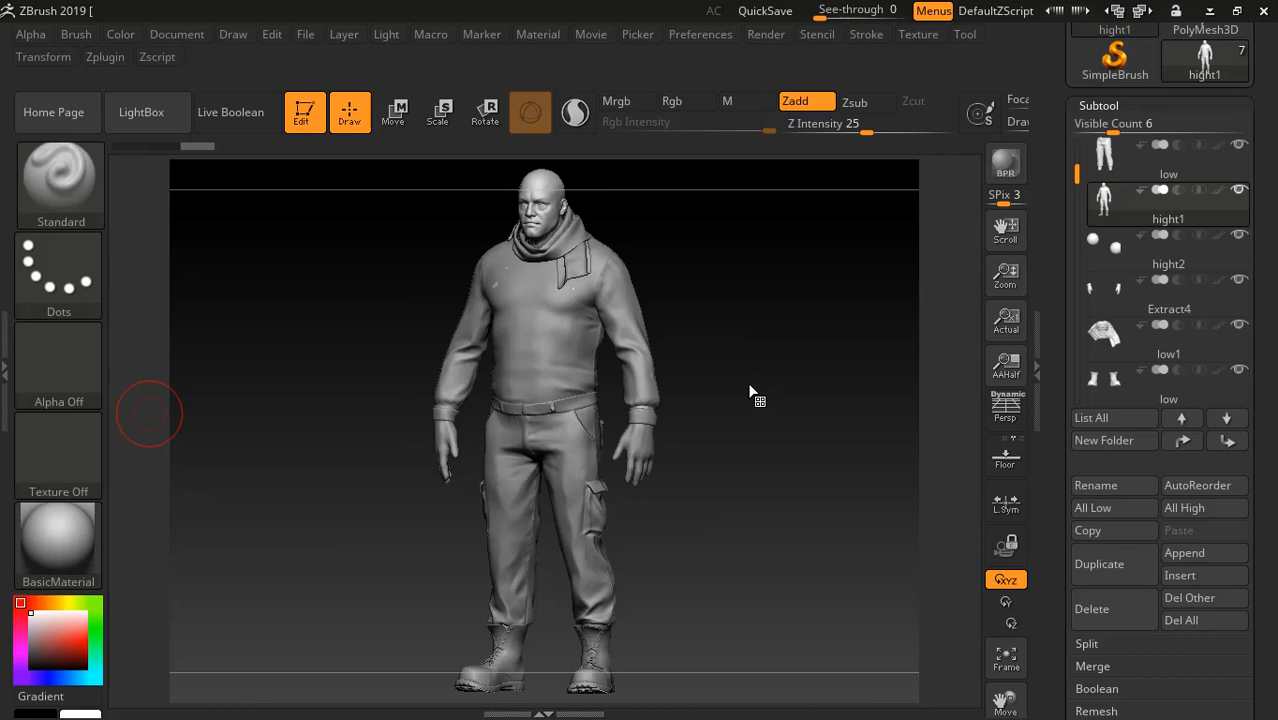 ZBrush 2019 [
AC
QuickSave
See-through 0
Menus
DefaultZScript
Alpha
Brush
Color
Document
Draw
Edit
File
Layer
Light
Macro
Marker
Material
Movie
Picker
Preferences
Render
Stencil
Stroke
Texture
Tool
Transform
Zplugin
Zscript
Home Page
LightBox
Live Boolean
Edit
Draw
Move
Scale
Rotate
Mrgb
Rgb
M
Rgb Intensity
Zadd
Zsub
Zcut
Z Intensity 25
Foca
Draw
Standard
Dots
Alpha Off
Texture Off
BasicMaterial
Gradient
BPR
SPix 3
Scroll
Zoom
Actual
AAHalf
Dynamic
Persp
Floor
L.Sym
XYZ
Frame
Move
hight1
PolyMesh3D
SimpleBrush
7
hight1
Subtool
Visible Count 6
low
hight1
hight2
Extract4
low1
low
List All
New Folder
Rename
AutoReorder
All Low
All High
Copy
Paste
Duplicate
Append
Insert
Delete
Del Other
Del All
Split
Merge
Boolean
Remesh